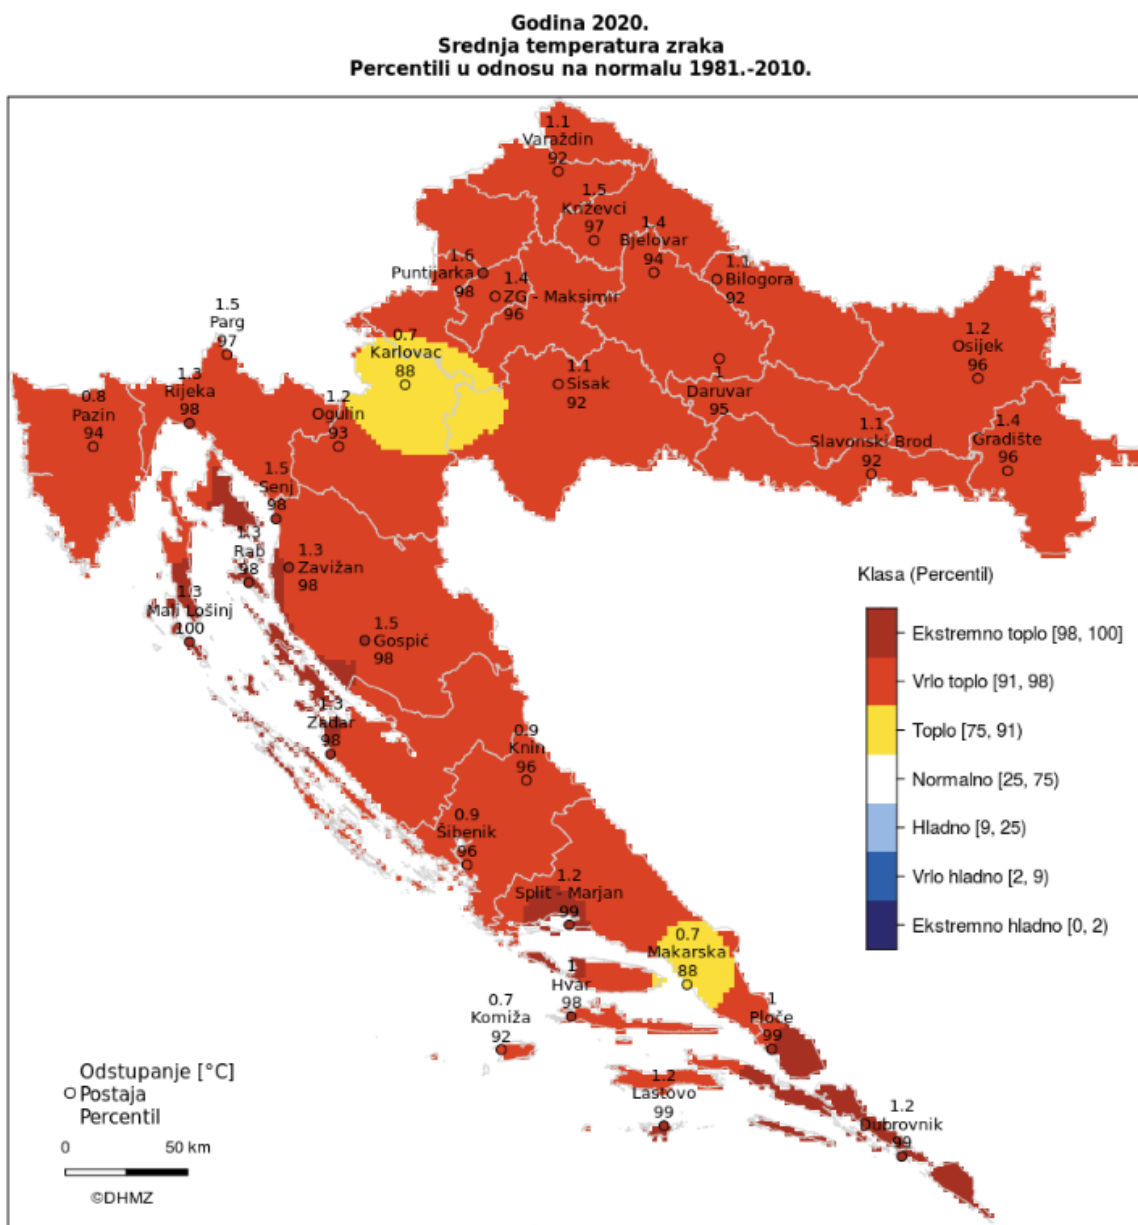 Godina 2020.
Srednja temperatura zraka
Percentili u odnosu na normalu 1981.-2010.
1.1
Varaždin
92
1.5
Križevci
97
1.4
Bjelovar
94
1.6
Puntijarka
98
1.4
ZG - Maksimir
96
1.1
Bilogora
92
1.5
Parg
97
0.7
Karlovac
88
1.2
Osijek
96
1.3
Rijeka
98
0.8
Pazin
94
1.2
Ogulin
93
1.1
Sisak
92
1
Daruvar
95
1.1
Slavonski Brod
92
1.4
Gradište
96
1.5
Senj
98
1.3
Rab
98
1.3
Zavižan
98
1.3
Mali Lošinj
100
1.5
Gospić
98
1.3
Zadar
98
0.9
Knin
96
0.9
Šibenik
96
1.2
Split - Marjan
99
0.7
Makarska
88
1
Hvar
98
0.7
Komiža
92
1
Ploče
99
1.2
Lastovo
99
1.2
Dubrovnik
99
Klasa (Percentil)
Ekstremno toplo [98, 100]
Vrlo toplo [91, 98)
Toplo [75, 91)
Normalno [25, 75)
Hladno [9, 25)
Vrlo hladno [2, 9)
Ekstremno hladno [0, 2)
Odstupanje [°C]
Postaja
Percentil
0 50 km
©DHMZ